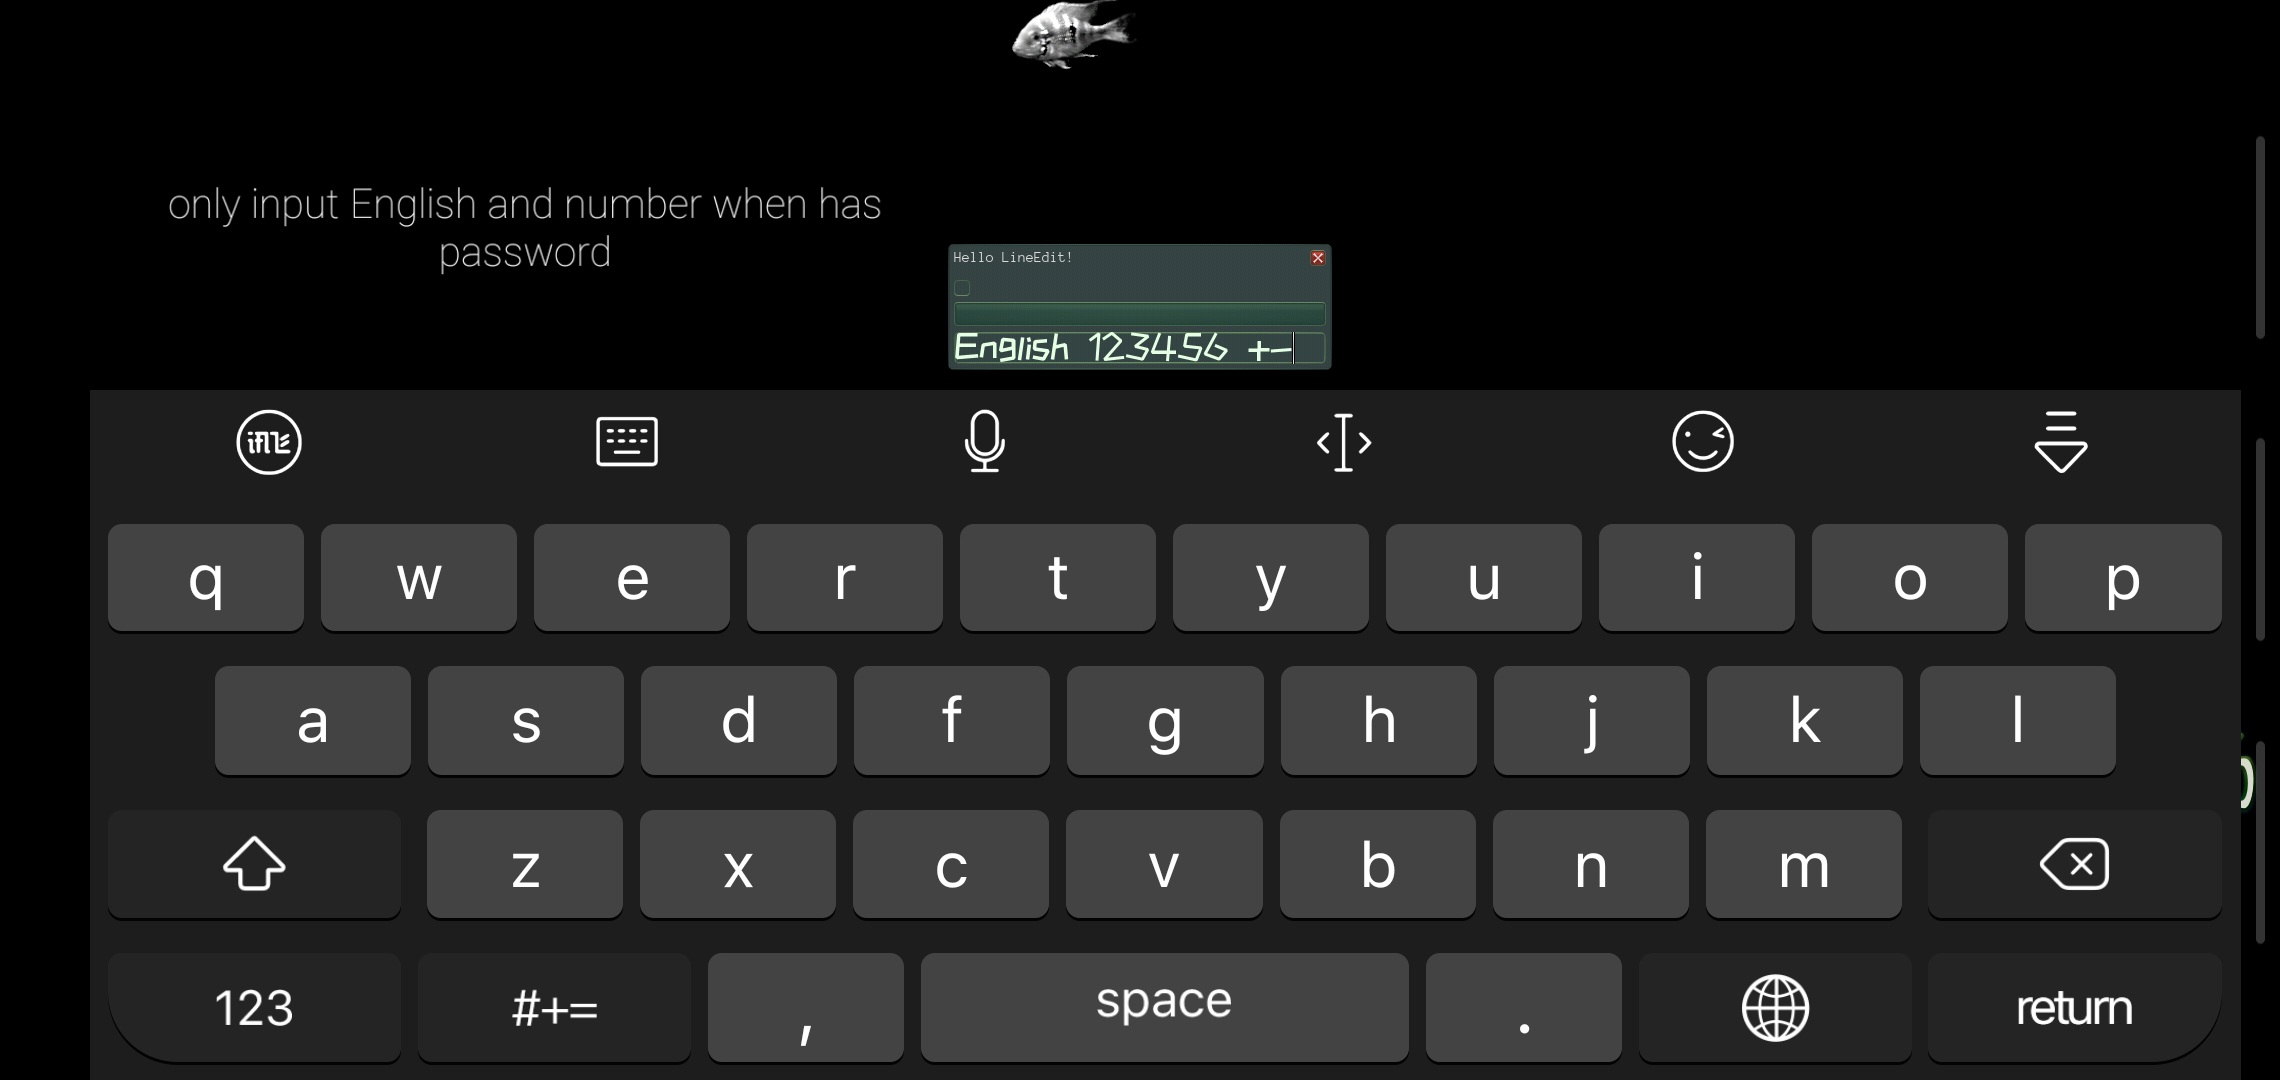 only input English and number when has
password
Hello LineEdit!
English 123456 +-
q w e r t y u i o p
a s d f g h j k l
z x c v b n m
123 #+= , space . return